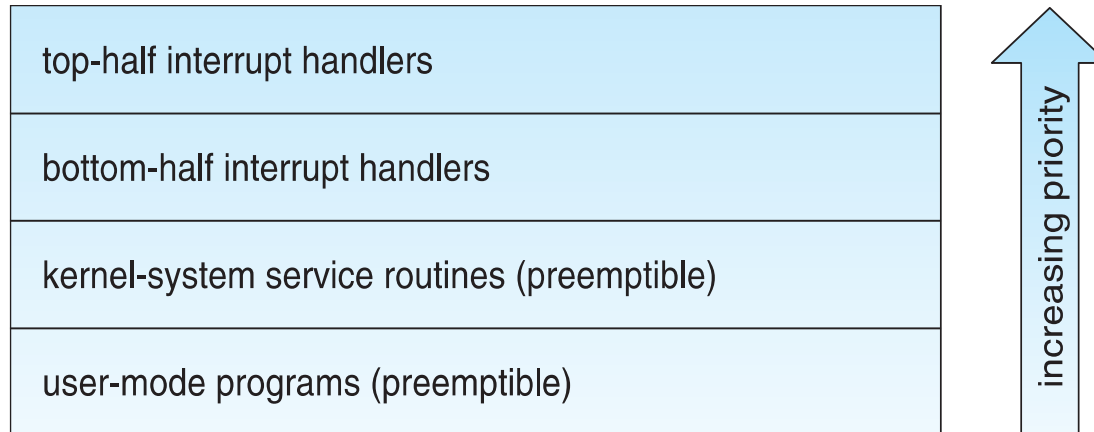 top-half interrupt handlers
bottom-half interrupt handlers
kernel-system service routines (preemptible)
user-mode programs (preemptible)
increasing priority